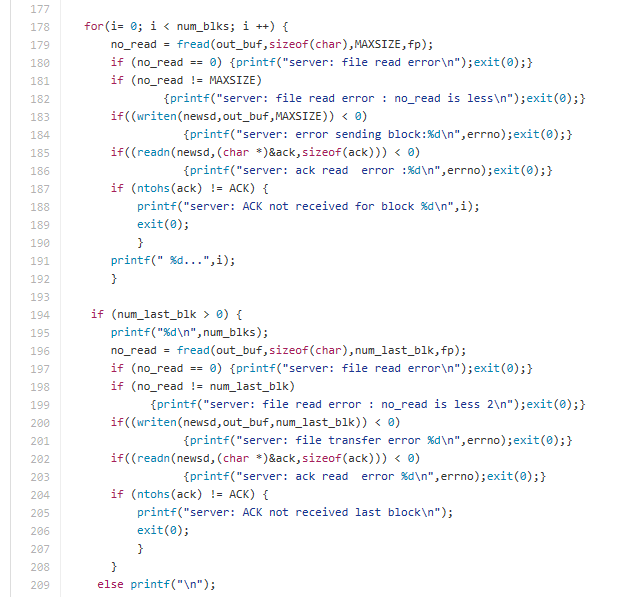 177
178 for(i= 0; i < num_blks; i ++) {
179 no_read = fread(out_buf,sizeof(char),MAXSIZE,fp);
180 if (no_read == 0) {printf("server: file read error\n");exit(0);}
181 if (no_read != MAXSIZE)
182 {printf("server: file read error : no_read is less\n");exit(0);}
183 if((writen(newsd,out_buf,MAXSIZE)) < 0)
184 {printf("server: error sending block:%d\n",errno);exit(0);}
185 if((readn(newsd,(char *)&ack,sizeof(ack))) < 0)
186 {printf("server: ack read  error :%d\n",errno);exit(0);}
187 if (ntohs(ack) != ACK) {
188 printf("server: ACK not received for block %d\n",i);
189 exit(0);
190 }
191 printf(" %d...",i);
192 }
193
194 if (num_last_blk > 0) {
195 printf("%d\n",num_blks);
196 no_read = fread(out_buf,sizeof(char),num_last_blk,fp);
197 if (no_read == 0) {printf("server: file read error\n");exit(0);}
198 if (no_read != num_last_blk)
199 {printf("server: file read error : no_read is less 2\n");exit(0);}
200 if((writen(newsd,out_buf,num_last_blk)) < 0)
201 {printf("server: file transfer error %d\n",errno);exit(0);}
202 if((readn(newsd,(char *)&ack,sizeof(ack))) < 0)
203 {printf("server: ack read  error %d\n",errno);exit(0);}
204 if (ntohs(ack) != ACK) {
205 printf("server: ACK not received last block\n");
206 exit(0);
207 }
208 }
209 else printf("\n");